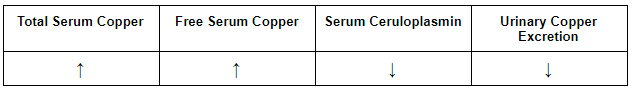 Total Serum Copper Free Serum Copper Serum Ceruloplasmin Urinary Copper
Excretion
↑ ↑ ↓ ↓